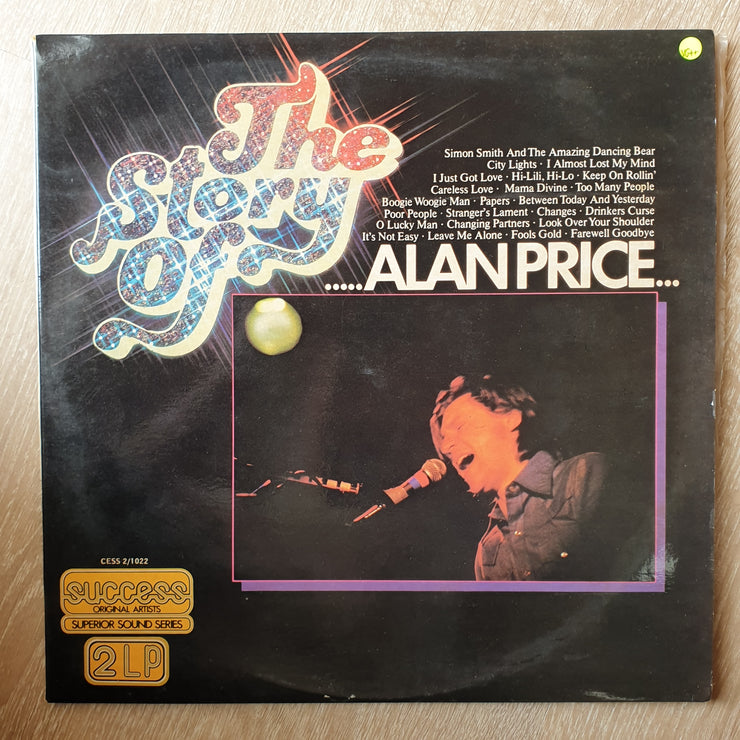 The
Story
Of
VG++
Simon Smith And The Amazing Dancing Bear
City Lights · I Almost Lost My Mind
I Just Got Love · Hi-Lili, Hi-Lo · Keep On Rollin'
Careless Love · Mama Divine · Too Many People
Boogie Woogie Man · Papers · Between Today And Yesterday
Poor People · Stranger's Lament · Changes · Drinkers Curse
O Lucky Man · Changing Partners · Look Over Your Shoulder
It's Not Easy · Leave Me Alone · Fools Gold · Farewell Goodbye
.....ALAN PRICE...
CESS 2/1022
success
ORIGINAL ARTISTS
SUPERIOR SOUND SERIES
2 LP